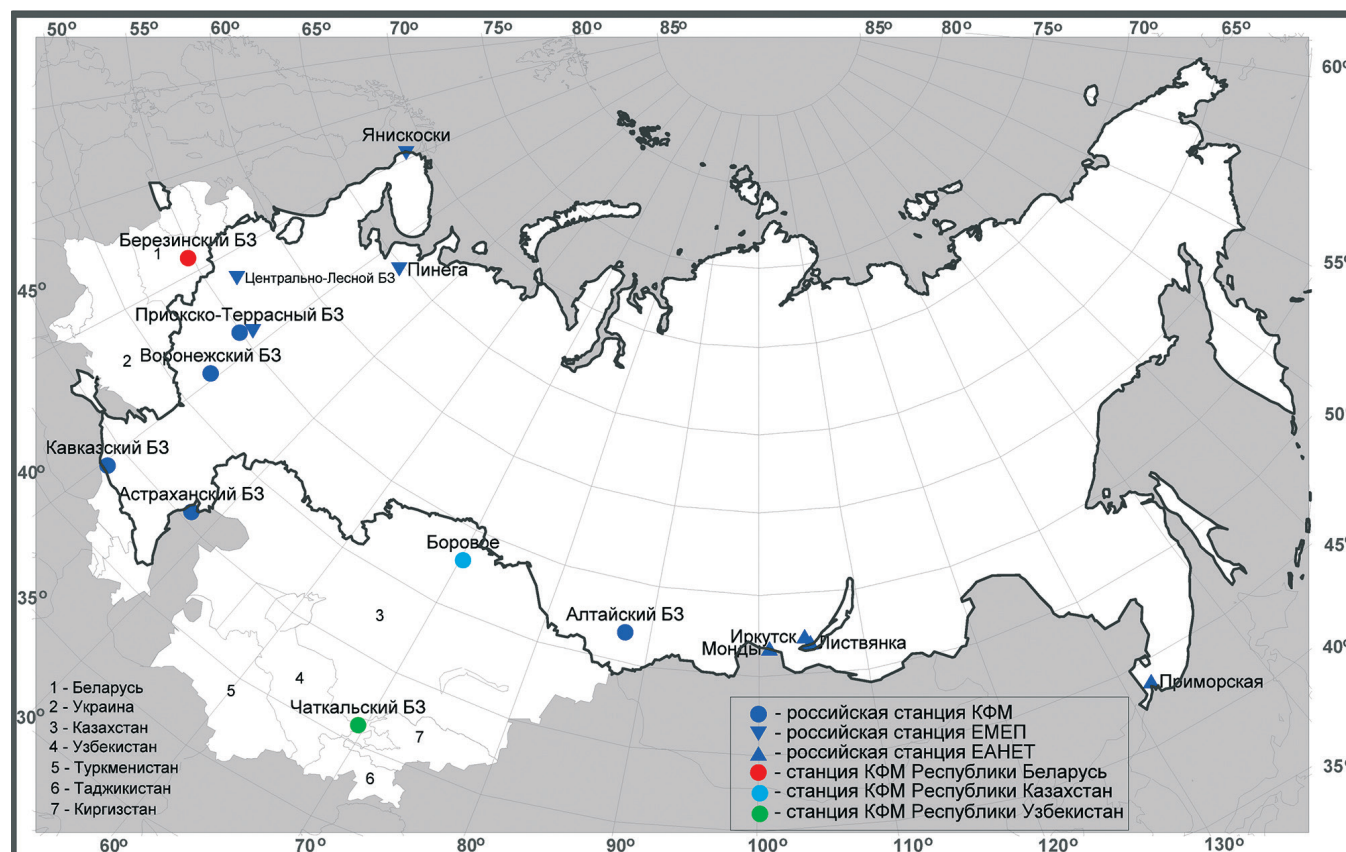 50° 55° 60° 65° 70° 75° 80° 85° 85° 80° 75° 70° 65°
60°
Янискоски
Березинский БЗ
1
Центрально-Лесной БЗ
Пинега
55°
45°
Приокско-Террасный БЗ
Воронежский БЗ
2
50°
Кавказский БЗ
40°
Астраханский БЗ
Боровое
45°
35°
3
Алтайский БЗ
Иркутск
Листвянка
Монды
40°
4
5
Приморская
1 - Беларусь
2 - Украина
3 - Казахстан
4 - Узбекистан
5 - Туркменистан
6 - Таджикистан
7 - Киргизстан
30°
Чаткальский БЗ
7
6
- российская станция КФМ
- российская станция ЕМЕП
- российская станция ЕАНЕТ
- станция КФМ Республики Беларусь
- станция КФМ Республики Казахстан
- станция КФМ Республики Узбекистан
35°
60° 70° 80° 90° 100° 110° 120° 130°